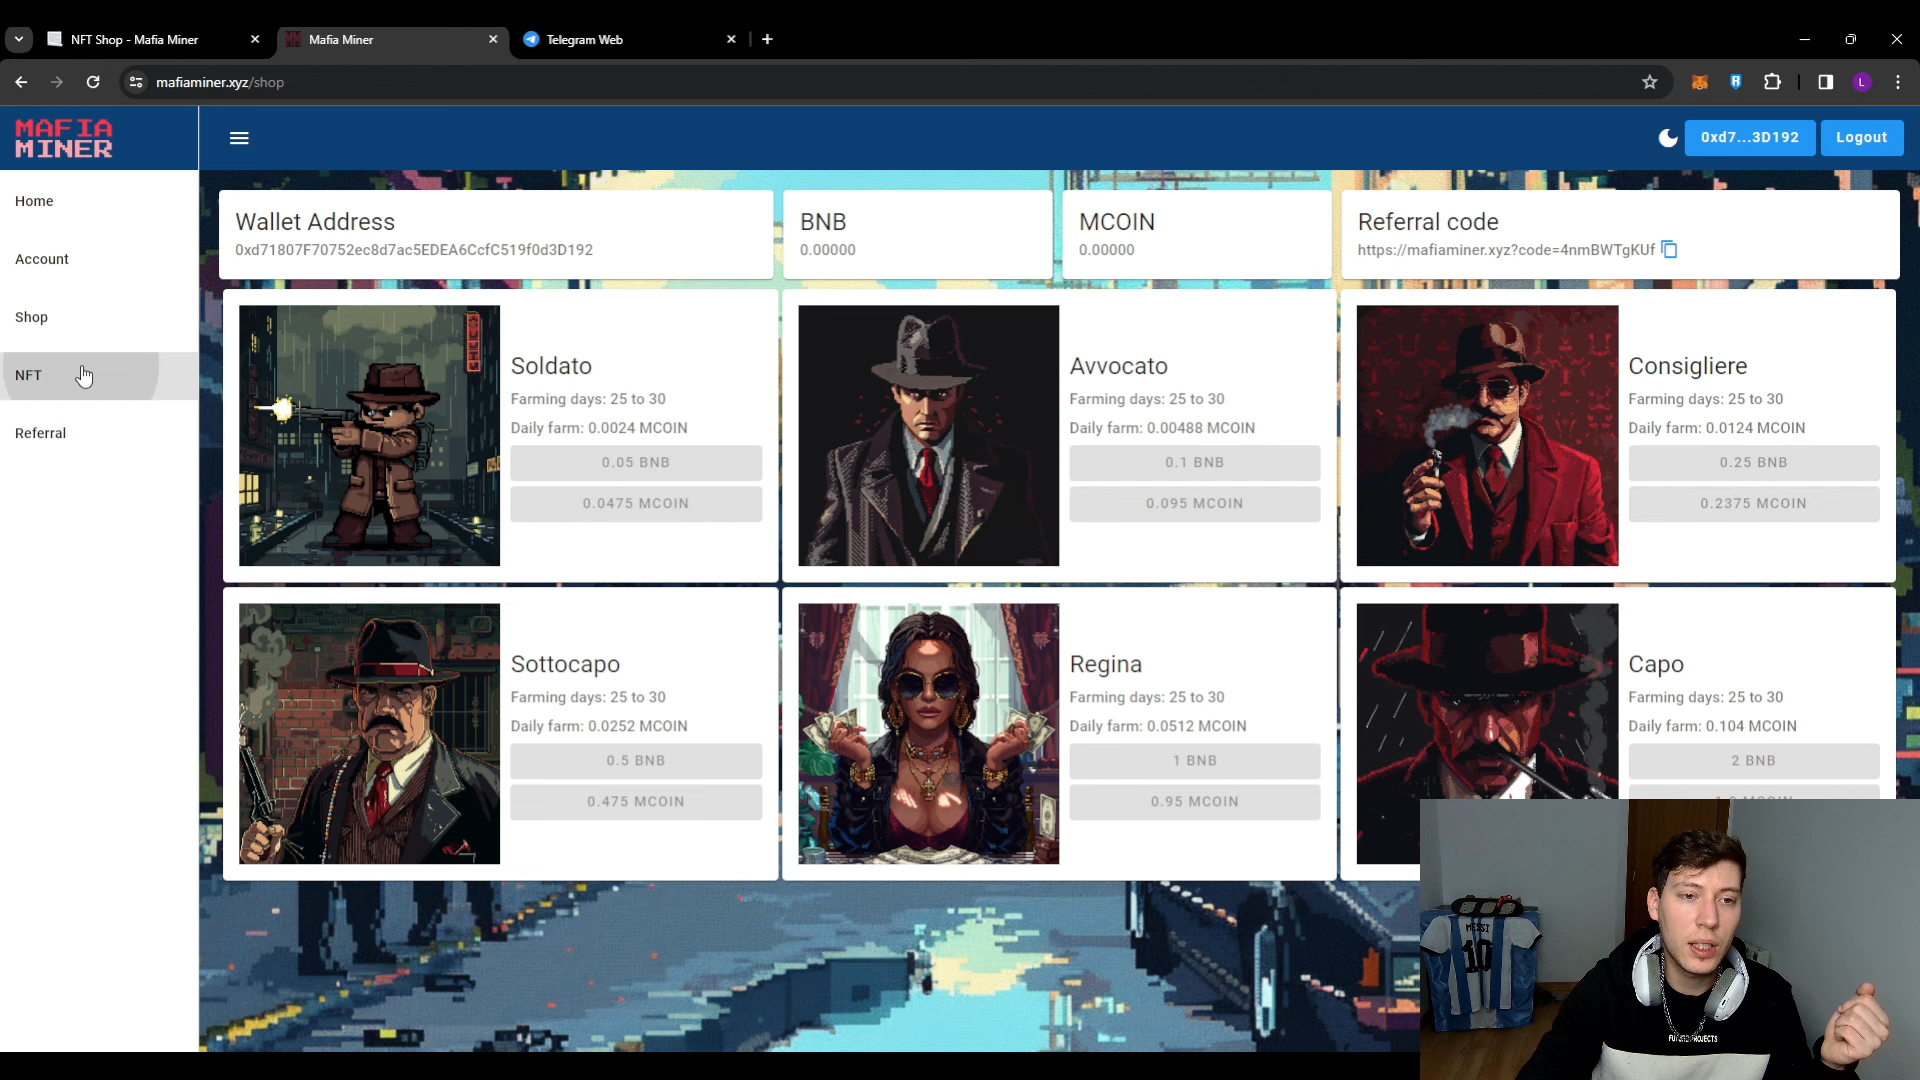 NFT Shop - Mafia Miner
Mafia Miner
Telegram Web
mafiaminer.xyz/shop
L
MAFIA
MINER
0xd7...3D192
Logout
Home
Account
Shop
NFT
Referral
Wallet Address
0xd71807F70752ec8d7ac5EDEA6CcfC519f0d3D192
BNB
0.00000
MCOIN
0.00000
Referral code
https://mafiaminer.xyz?code=4nmBWTgKUf
Soldato
Farming days: 25 to 30
Daily farm: 0.0024 MCOIN
0.05 BNB
0.0475 MCOIN
Avvocato
Farming days: 25 to 30
Daily farm: 0.00488 MCOIN
0.1 BNB
0.095 MCOIN
Consigliere
Farming days: 25 to 30
Daily farm: 0.0124 MCOIN
0.25 BNB
0.2375 MCOIN
Sottocapo
Farming days: 25 to 30
Daily farm: 0.0252 MCOIN
0.5 BNB
0.475 MCOIN
Regina
Farming days: 25 to 30
Daily farm: 0.0512 MCOIN
1 BNB
0.95 MCOIN
Capo
Farming days: 25 to 30
Daily farm: 0.104 MCOIN
2 BNB
MESSI
10